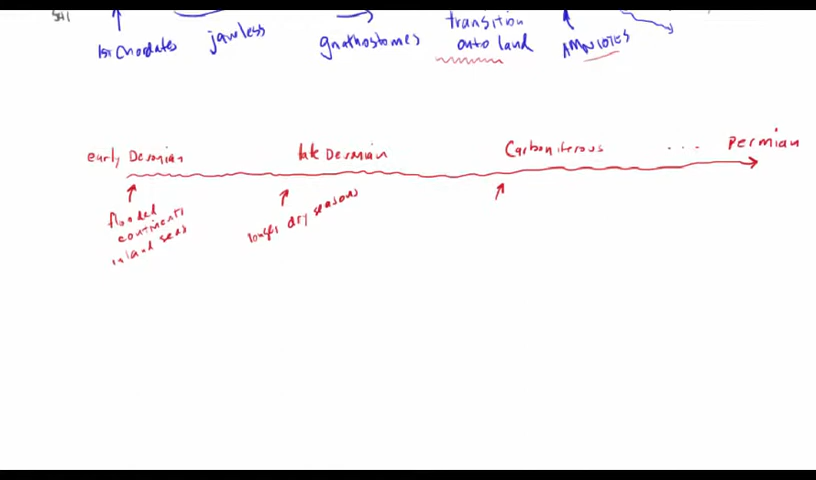 transition
1st Chordates jawless gnathostomes onto land AMNIOTES
early Devonian late Devonian Carboniferous ... Permian
flooded
continents
inland seas
longer dry seasons